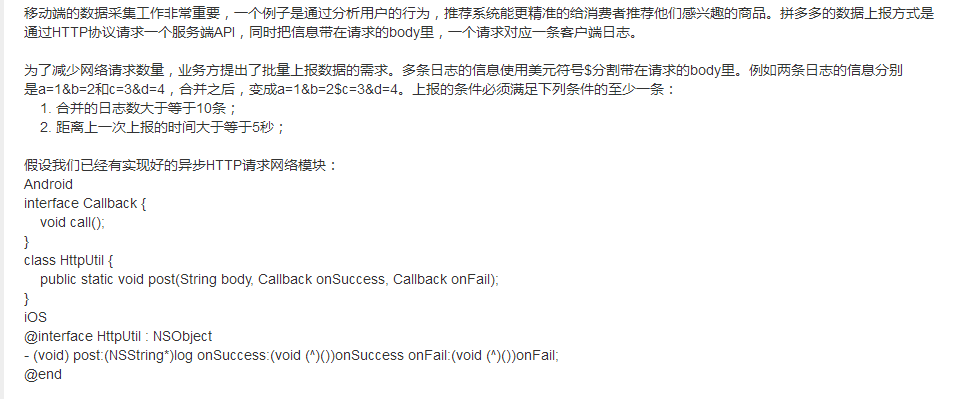 移动端的数据采集工作非常重要，一个例子是通过分析用户的行为，推荐系统能更精准的给消费者推荐他们感兴趣的商品。拼多多的数据上报方式是
通过HTTP协议请求一个服务端API，同时把信息带在请求的body里，一个请求对应一条客户端日志。
为了减少网络请求数量，业务方提出了批量上报数据的需求。多条日志的信息使用美元符号$分割带在请求的body里。例如两条日志的信息分别
是a=1&b=2和c=3&d=4，合并之后，变成a=1&b=2$c=3&d=4。上报的条件必须满足下列条件的至少一条：
1. 合并的日志数大于等于10条；
2. 距离上一次上报的时间大于等于5秒；
假设我们已经有实现好的异步HTTP请求网络模块：
Android
interface Callback {
void call();
}
class HttpUtil {
public static void post(String body, Callback onSuccess, Callback onFail);
}
iOS
@interface HttpUtil : NSObject
- (void) post:(NSString*)log onSuccess:(void (^)())onSuccess onFail:(void (^)())onFail;
@end